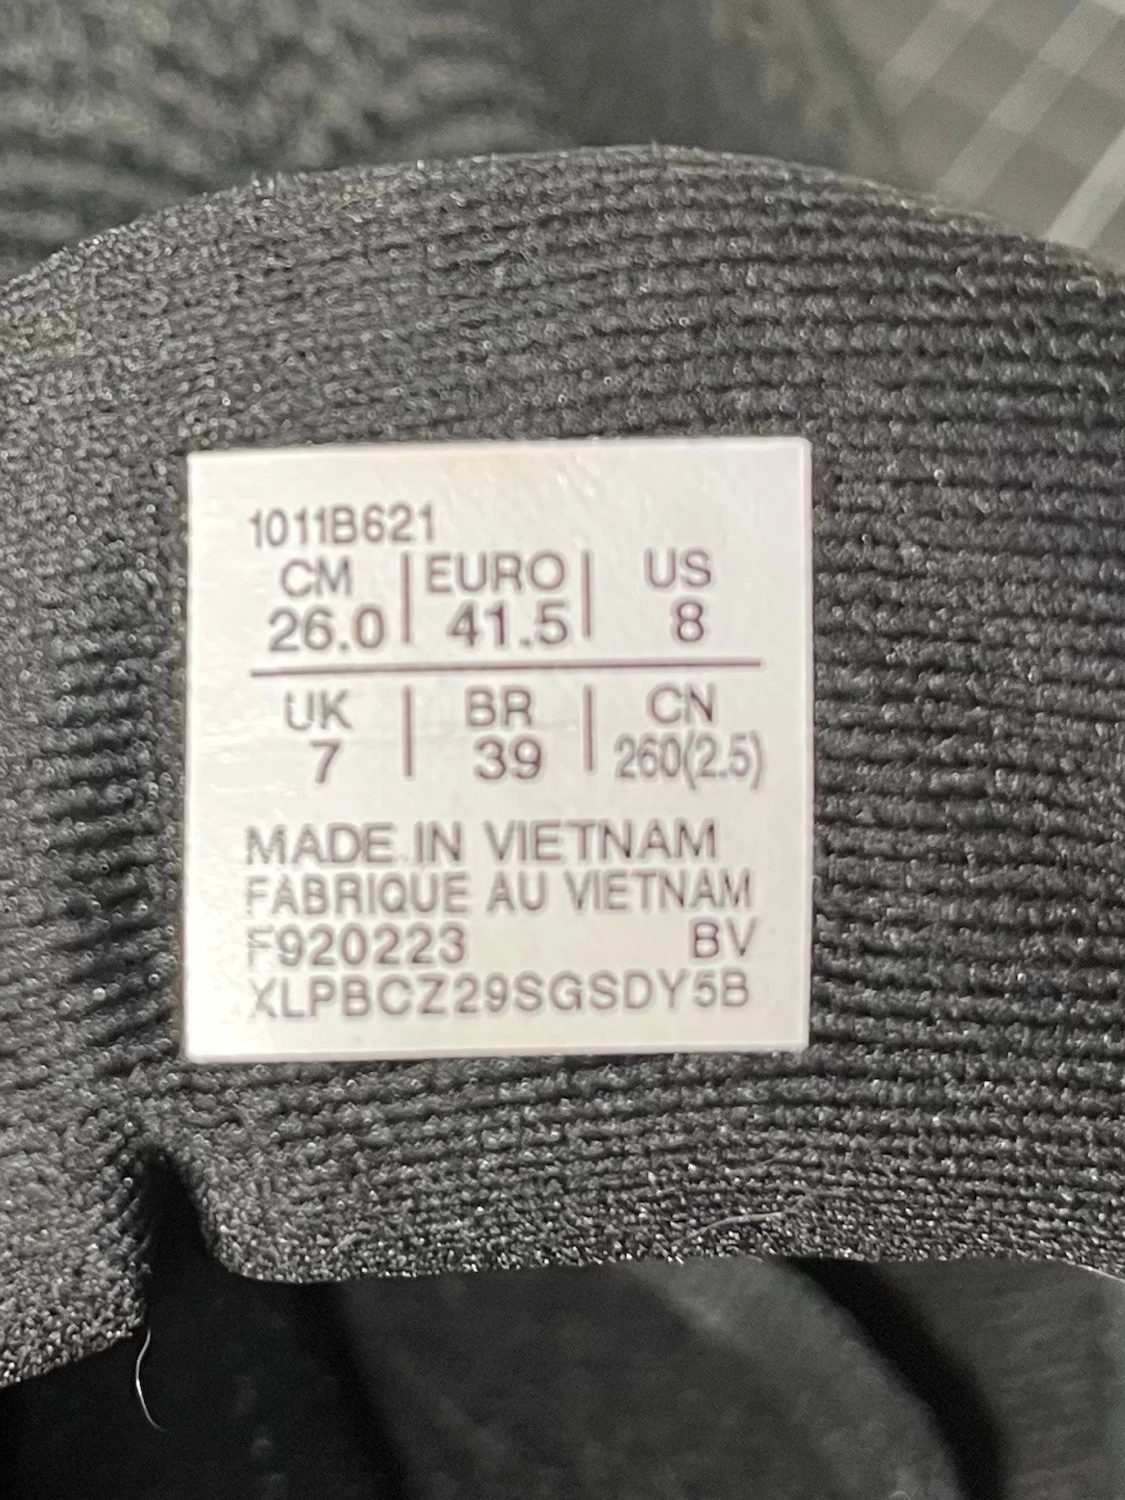 1011B621
CM | EURO | US
26.0 | 41.5 | 8
UK | BR | CN
7 | 39 | 260(2.5)
MADE IN VIETNAM
FABRIQUE AU VIETNAM
F920223 BV
XLPBCZ29SGSDY5B